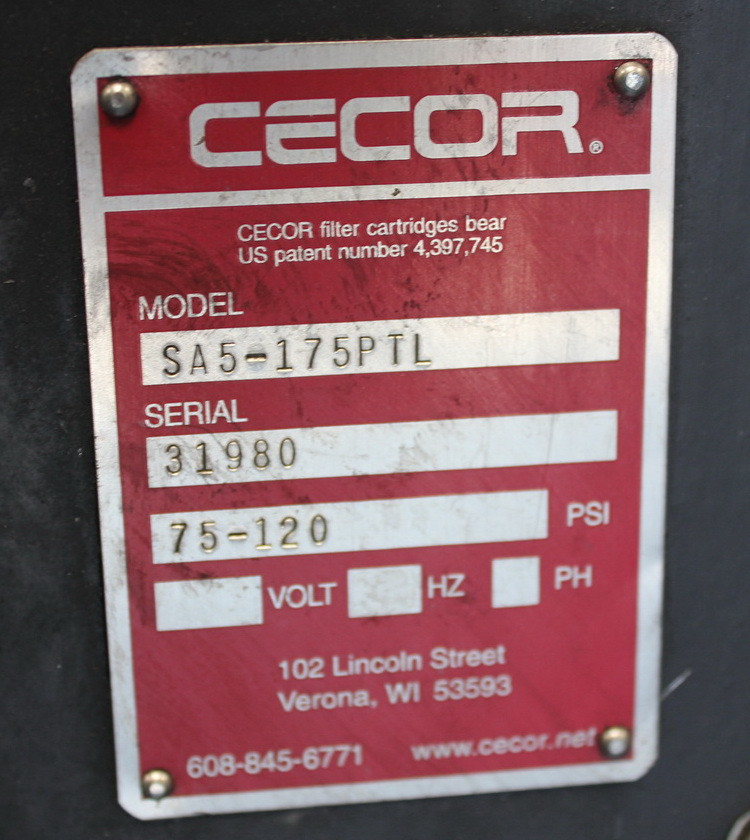 CECOR®
CECOR filter cartridges bear
US patent number 4,397,745
MODEL
SA5-175PTL
SERIAL
31980
75-120 PSI
VOLT HZ PH
102 Lincoln Street
Verona, WI 53593
608-845-6771 www.cecor.net